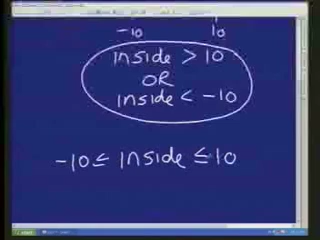 -10 10
inside > 10
OR
inside < -10
-10 ≤ inside ≤ 10